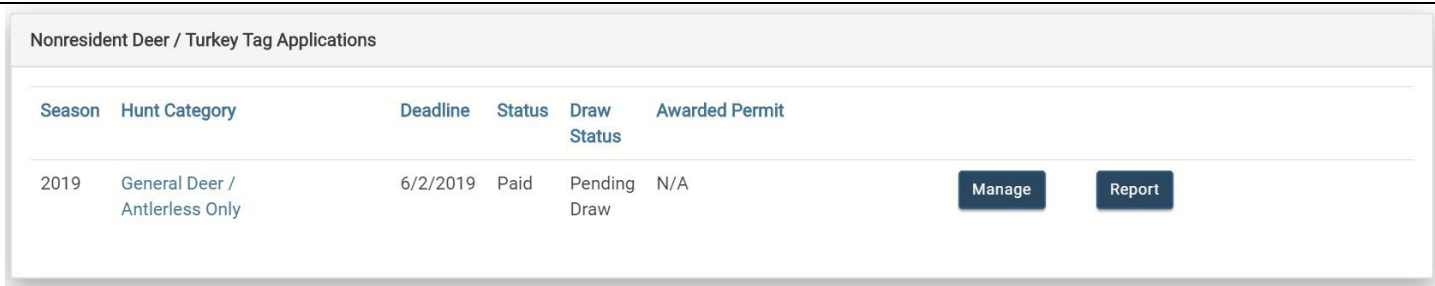 Nonresident Deer / Turkey Tag Applications
Season Hunt Category Deadline Status Draw Status Awarded Permit
2019 General Deer / Antlerless Only 6/2/2019 Paid Pending Draw N/A Manage Report